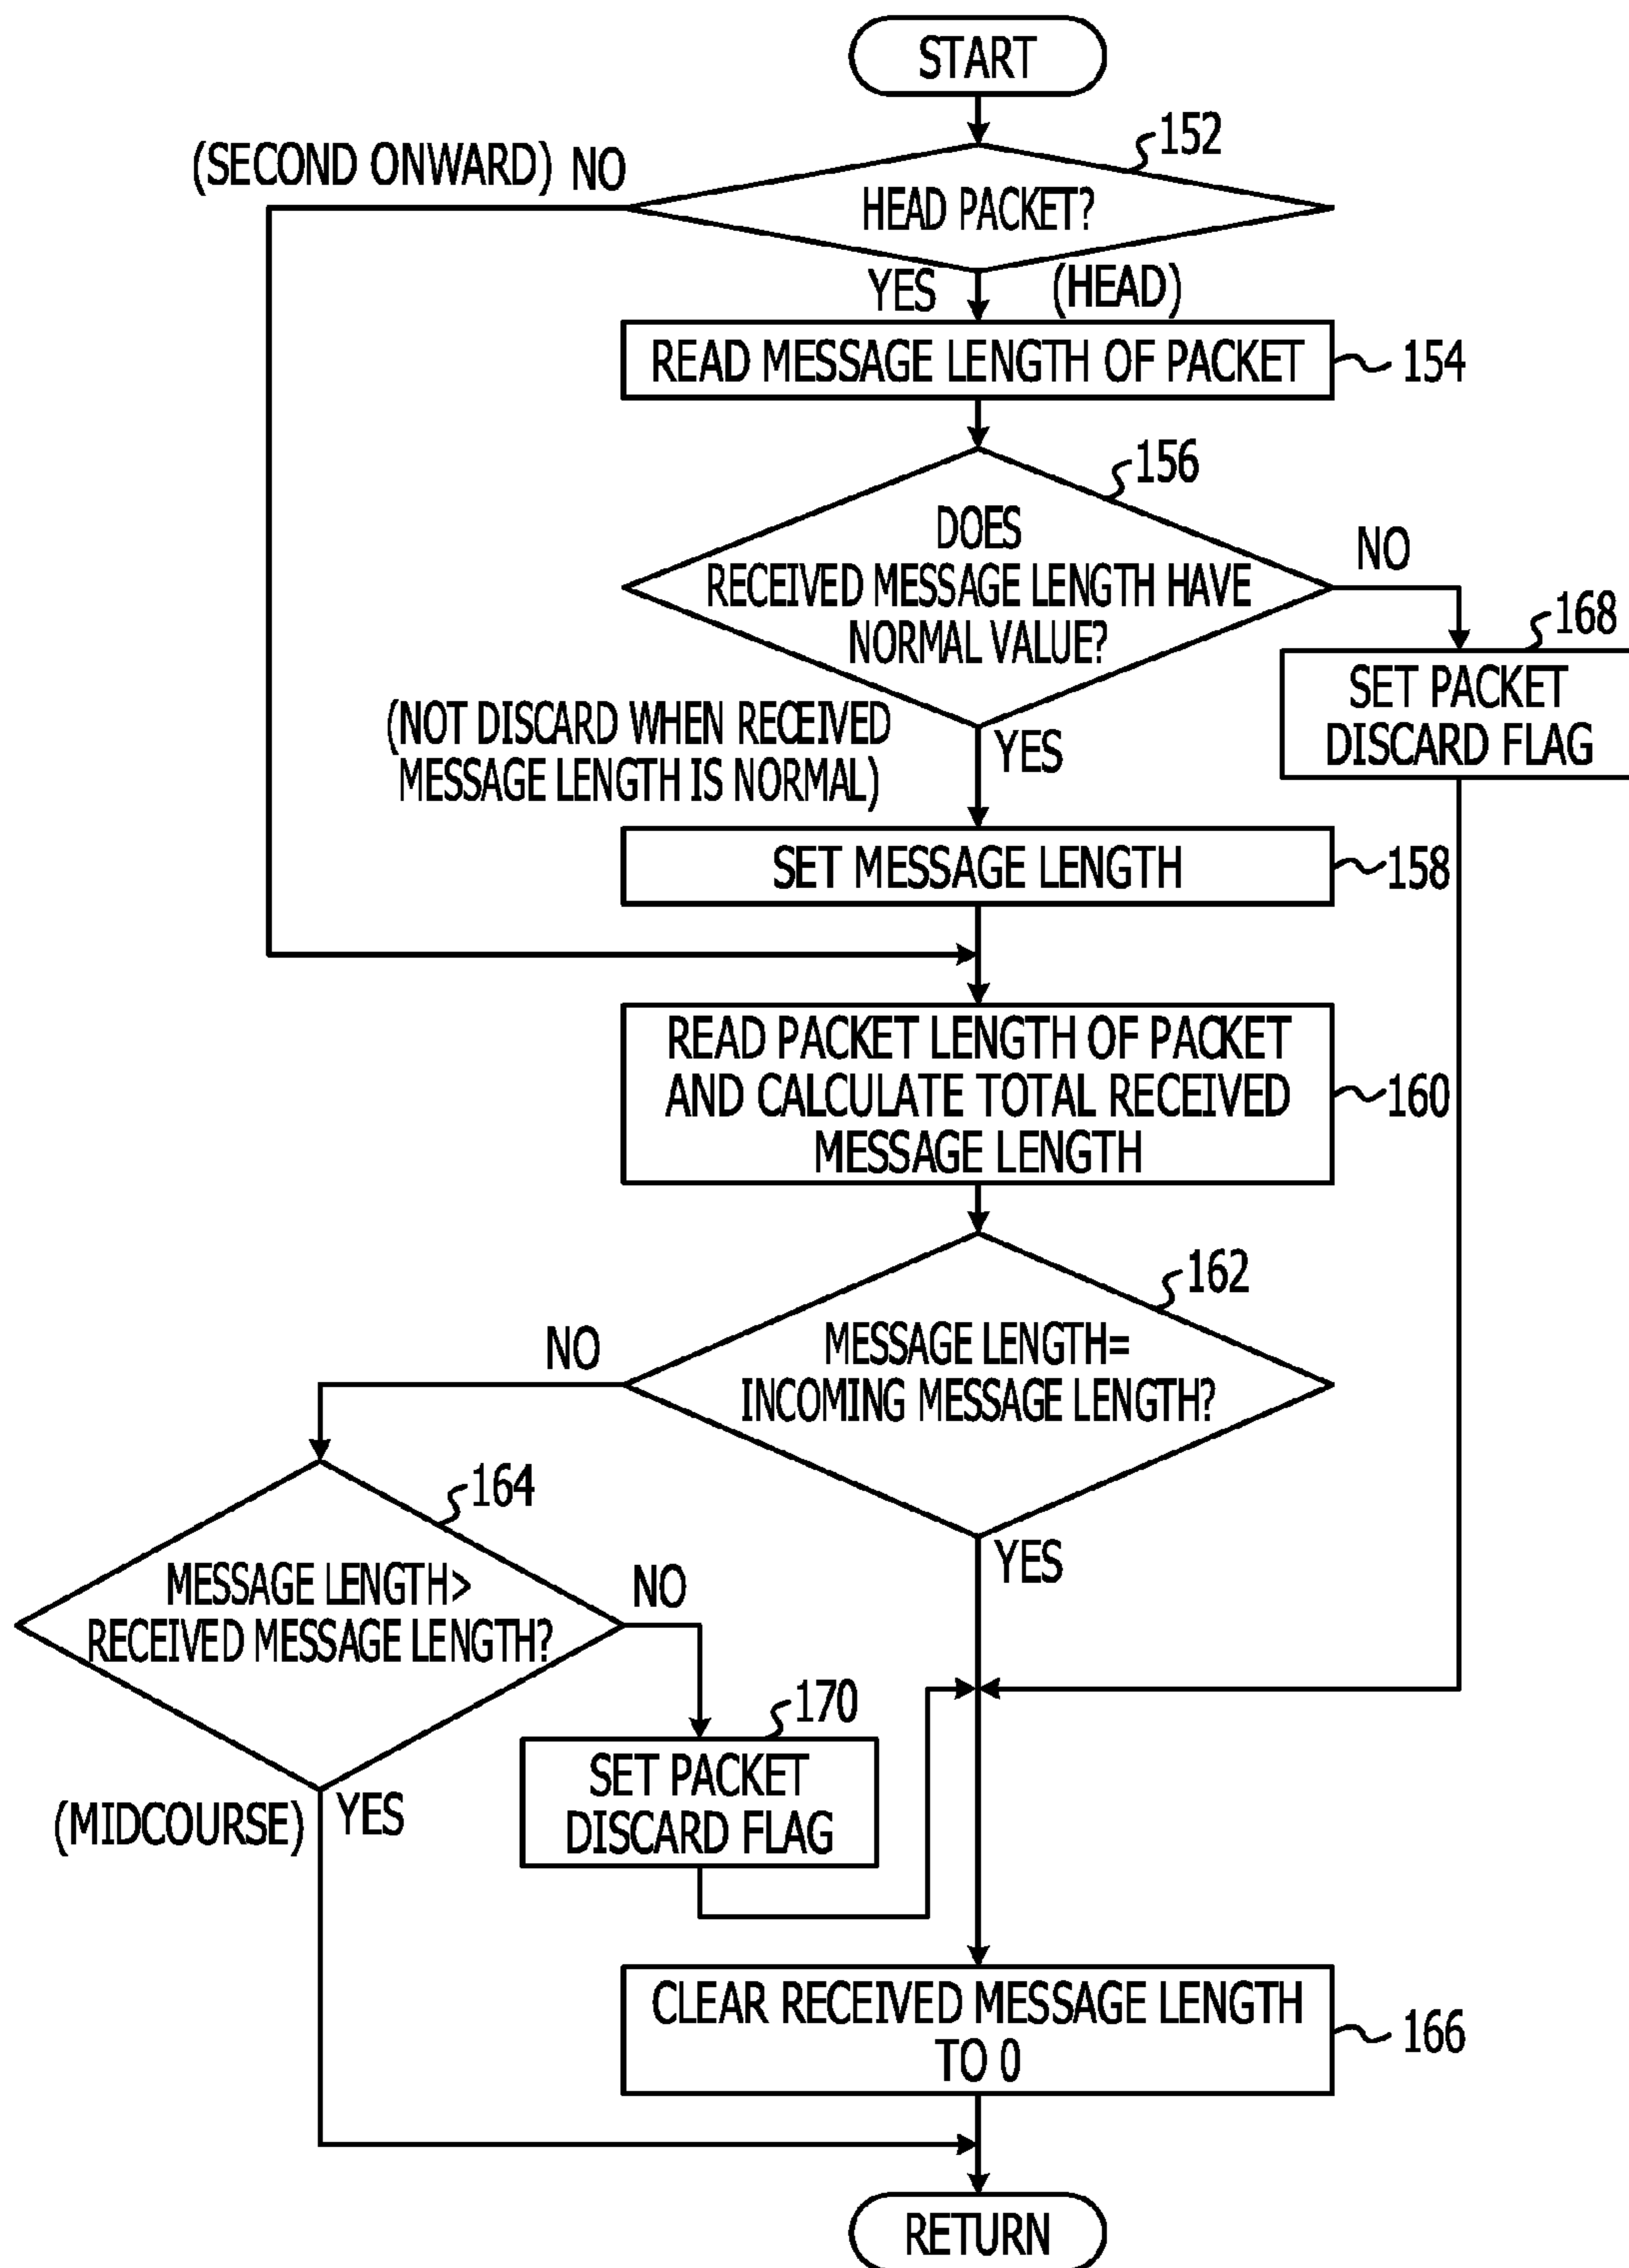 START
152
(SECOND ONWARD) NO
HEAD PACKET?
YES (HEAD)
READ MESSAGE LENGTH OF PACKET
154
156
DOES
RECEIVED MESSAGE LENGTH HAVE
NORMAL VALUE?
NO
168
SET PACKET
DISCARD FLAG
(NOT DISCARD WHEN RECEIVED
MESSAGE LENGTH IS NORMAL)
YES
SET MESSAGE LENGTH
158
READ PACKET LENGTH OF PACKET
AND CALCULATE TOTAL RECEIVED
MESSAGE LENGTH
160
162
MESSAGE LENGTH=
INCOMING MESSAGE LENGTH?
NO
YES
164
MESSAGE LENGTH>
RECEIVED MESSAGE LENGTH?
NO
170
SET PACKET
DISCARD FLAG
(MIDCOURSE) YES
CLEAR RECEIVED MESSAGE LENGTH
TO 0
166
RETURN